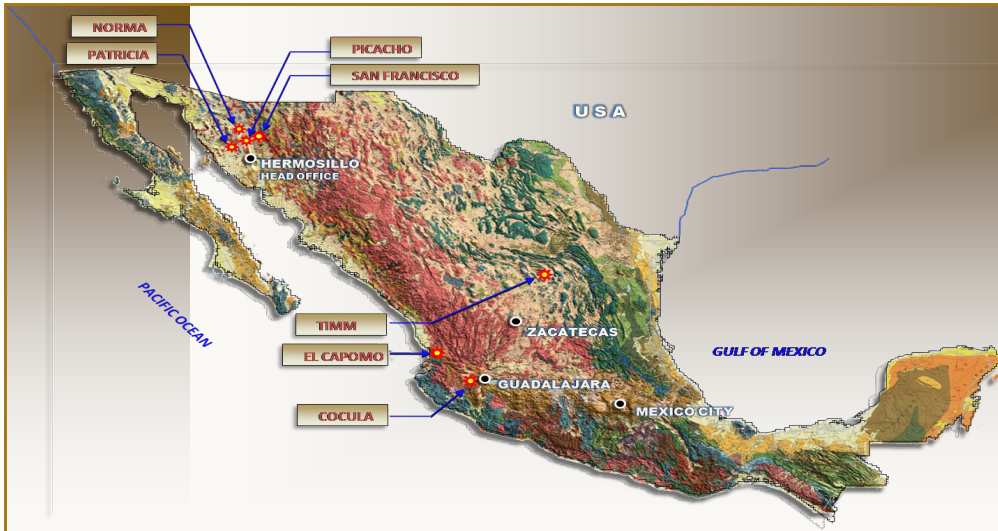 NORMA
PATRICIA
PICACHO
SAN FRANCISCO
USA
HERMOSILLO
HEAD OFFICE
PACIFIC OCEAN
TIMM
ZACATECAS
EL CAPOMO
GULF OF MEXICO
GUADALAJARA
COCULA
MEXICO CITY